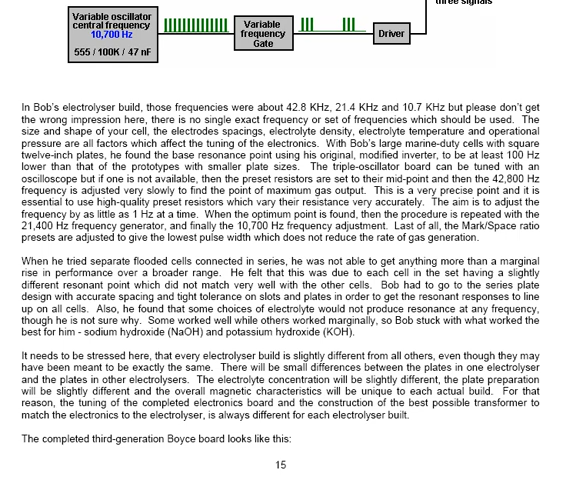 three signals
Variable oscillator
central frequency
10,700 Hz
555 / 100K / 47 nF
Variable
frequency
Gate
Driver
In Bob's electrolyser build, those frequencies were about 42.8 KHz, 21.4 KHz and 10.7 KHz but please don't get
the wrong impression here, there is no single exact frequency or set of frequencies which should be used. The
size and shape of your cell, the electrodes spacings, electrolyte density, electrolyte temperature and operational
pressure are all factors which affect the tuning of the electronics. With Bob's large marine-duty cells with square
twelve-inch plates, he found the base resonance point using his original, modified inverter, to be at least 100 Hz
lower than that of the prototypes with smaller plate sizes. The triple-oscillator board can be tuned with an
oscilloscope but if one is not available, then the preset resistors are set to their mid-point and then the 42,800 Hz
frequency is adjusted very slowly to find the point of maximum gas output. This is a very precise point and it is
essential to use high-quality preset resistors which vary their resistance very accurately. The aim is to adjust the
frequency by as little as 1 Hz at a time. When the optimum point is found, then the procedure is repeated with the
21,400 Hz frequency generator, and finally the 10,700 Hz frequency adjustment. Last of all, the Mark/Space ratio
presets are adjusted to give the lowest pulse width which does not reduce the rate of gas generation.
When he tried separate flooded cells connected in series, he was not able to get anything more than a marginal
rise in performance over a broader range. He felt that this was due to each cell in the set having a slightly
different resonant point which did not match very well with the other cells. Bob had to go to the series plate
design with accurate spacing and tight tolerance on slots and plates in order to get the resonant responses to line
up on all cells. Also, he found that some choices of electrolyte would not produce resonance at any frequency,
though he is not sure why. Some worked well while others worked marginally, so Bob stuck with what worked the
best for him - sodium hydroxide (NaOH) and potassium hydroxide (KOH).
It needs to be stressed here, that every electrolyser build is slightly different from all others, even though they may
have been meant to be exactly the same. There will be small differences between the plates in one electrolyser
and the plates in other electrolysers. The electrolyte concentration will be slightly different, the plate preparation
will be slightly different and the overall magnetic characteristics will be unique to each actual build. For that
reason, the tuning of the completed electronics board and the construction of the best possible transformer to
match the electronics to the electrolyser, is always different for each electrolyser built.
The completed third-generation Boyce board looks like this:
15